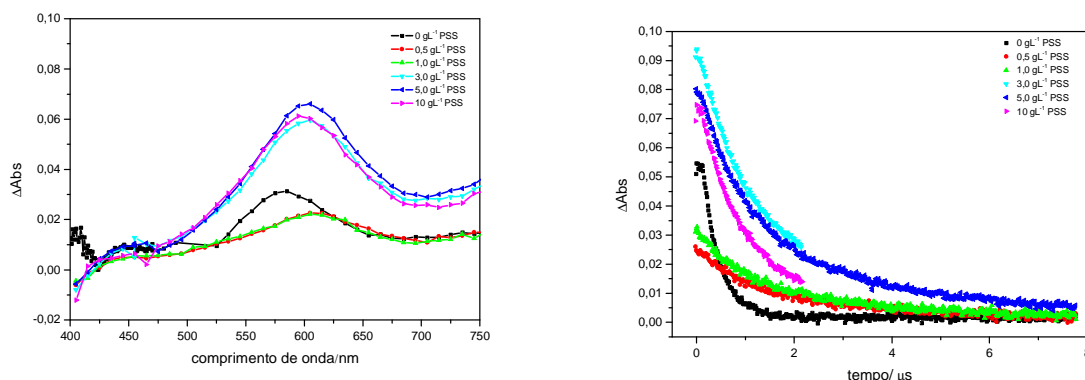 0,10
0,08
0,06
0,04
0,02
0,00
-0,02
ΔAbs
400 450 500 550 600 650 700 750
comprimento de onda/nm
0 gL⁻¹ PSS
0,5 gL⁻¹ PSS
1,0 gL⁻¹ PSS
3,0 gL⁻¹ PSS
5,0 gL⁻¹ PSS
10 gL⁻¹ PSS
0,10
0,09
0,08
0,07
0,06
0,05
0,04
0,03
0,02
0,01
0,00
ΔAbs
0 2 4 6 8
tempo/ μs
0 gL⁻¹ PSS
0,5 gL⁻¹ PSS
1,0 gL⁻¹ PSS
3,0 gL⁻¹ PSS
5,0 gL⁻¹ PSS
10 gL⁻¹ PSS